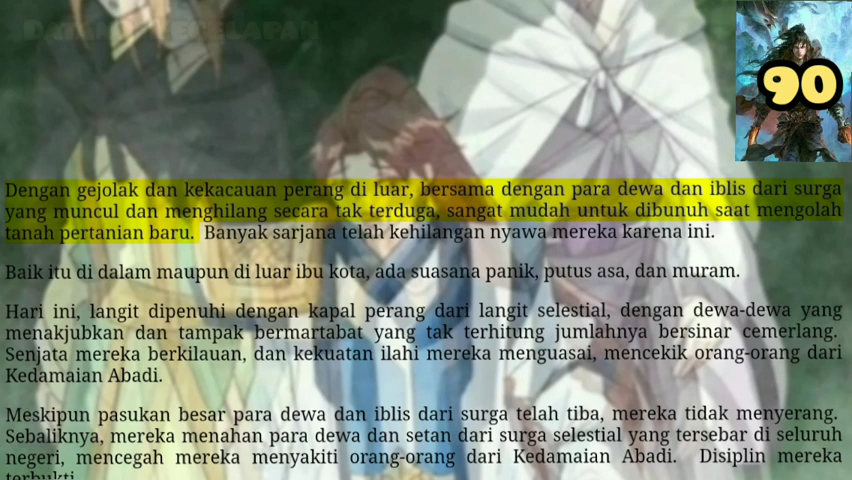 90
Dengan gejolak dan kekacauan perang di luar, bersama dengan para dewa dan iblis dari surga
yang muncul dan menghilang secara tak terduga, sangat mudah untuk dibunuh saat mengolah
tanah pertanian baru. Banyak sarjana telah kehilangan nyawa mereka karena ini.
Baik itu di dalam maupun di luar ibu kota, ada suasana panik, putus asa, dan muram.
Hari ini, langit dipenuhi dengan kapal perang dari langit selestial, dengan dewa-dewa yang
menakjubkan dan tampak bermartabat yang tak terhitung jumlahnya bersinar cemerlang.
Senjata mereka berkilauan, dan kekuatan ilahi mereka menguasai, mencekik orang-orang dari
Kedamaian Abadi.
Meskipun pasukan besar para dewa dan iblis dari surga telah tiba, mereka tidak menyerang.
Sebaliknya, mereka menahan para dewa dan setan dari surga selestial yang tersebar di seluruh
negeri, mencegah mereka menyakiti orang-orang dari Kedamaian Abadi. Disiplin mereka
terbukti